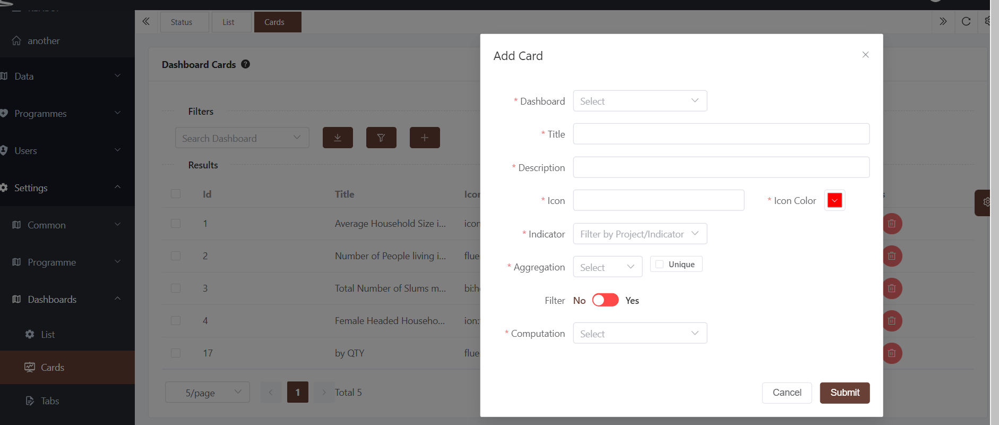 another
Data
Programmes
Users
Settings
Common
Programme
Dashboards
List
Cards
Tabs
Status
List
Cards
Dashboard Cards ?
Filters
Search Dashboard
Results
Id Title
1 Average Household Size i... icon
2 Number of People living i... flue
3 Total Number of Slums m... bi:h
4 Female Headed Househo... ion:
17 by QTY flue
5/page
1
Total 5
Add Card
* Dashboard Select
* Title
* Description
* Icon * Icon Color
* Indicator Filter by Project/Indicator
* Aggregation Select Unique
Filter No Yes
* Computation Select
Cancel Submit